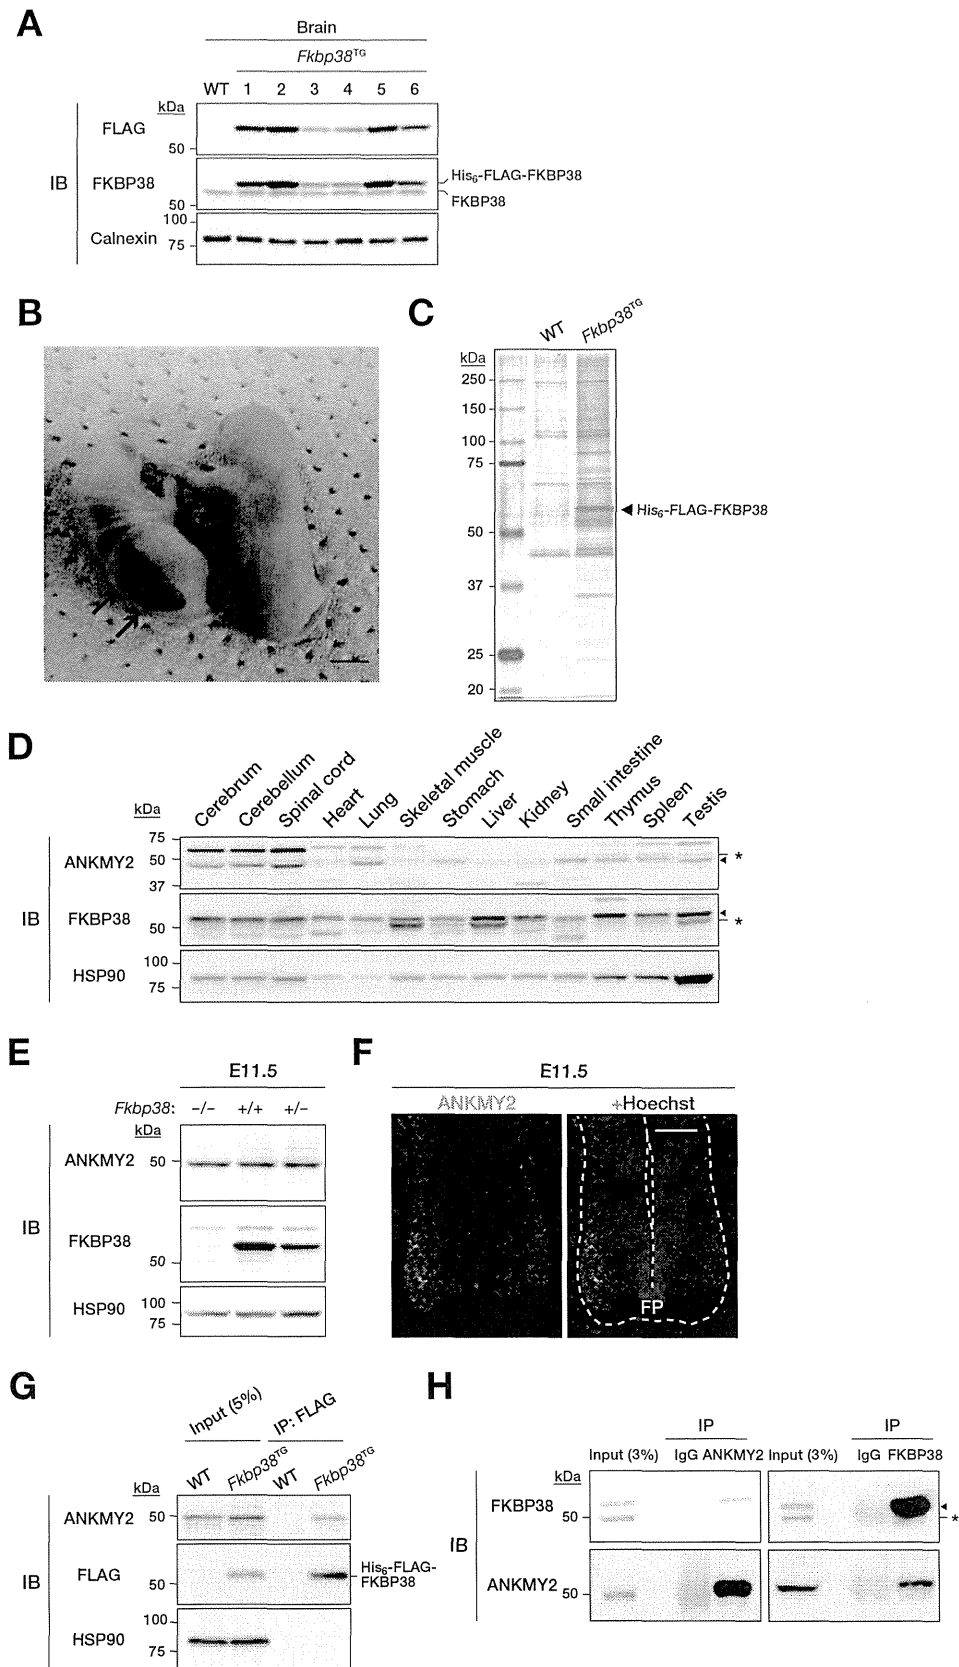 A
Brain
Fkbp38TG
WT 1 2 3 4 5 6
kDa
FLAG
50
IB
FKBP38
His6-FLAG-FKBP38
FKBP38
50
100
Calnexin
75
B
C
WT Fkbp38TG
kDa
250
150
100
75
His6-FLAG-FKBP38
50
37
25
20
D
Cerebrum Cerebellum Spinal cord Heart Lung Skeletal muscle Stomach Liver Kidney Small intestine Thymus Spleen Testis
kDa
75
ANKMY2
50
*
37
IB
FKBP38
50
*
100
HSP90
75
E
E11.5
Fkbp38: –/– +/+ +/–
kDa
ANKMY2
50
IB
FKBP38
50
100
HSP90
75
F
E11.5
ANKMY2 +Hoechst
FP
G
Input (5%) IP: FLAG
WT Fkbp38TG WT Fkbp38TG
kDa
ANKMY2
50
IB
FLAG
50
His6-FLAG-
FKBP38
100
HSP90
75
H
IP IP
Input (3%) IgG ANKMY2 Input (3%) IgG FKBP38
kDa
FKBP38
50
*
IB
ANKMY2
50